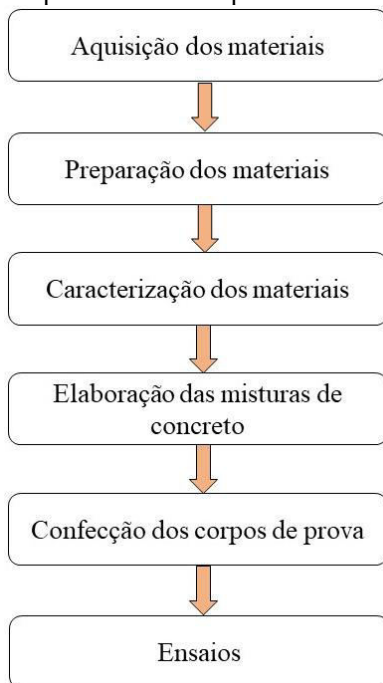 Aquisição dos materiais
Preparação dos materiais
Caracterização dos materiais
Elaboração das misturas de
concreto
Confecção dos corpos de prova
Ensaios